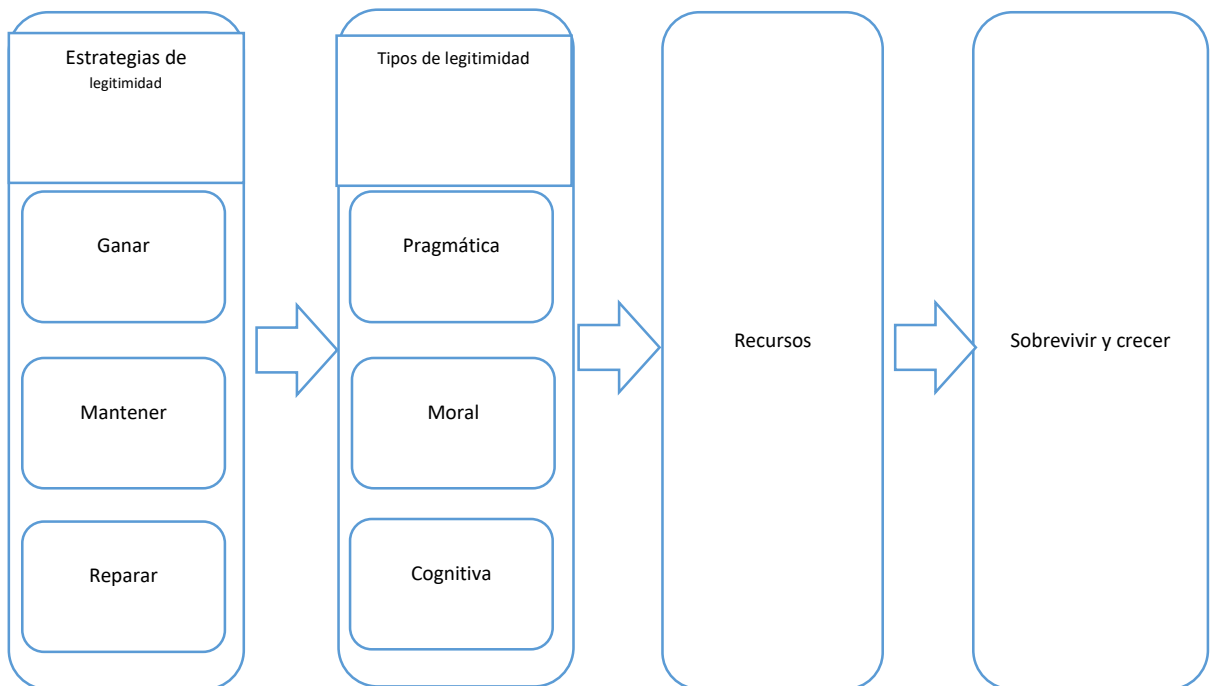 Estrategias de
legitimidad
Ganar
Mantener
Reparar
Tipos de legitimidad
Pragmática
Moral
Cognitiva
Recursos
Sobrevivir y crecer